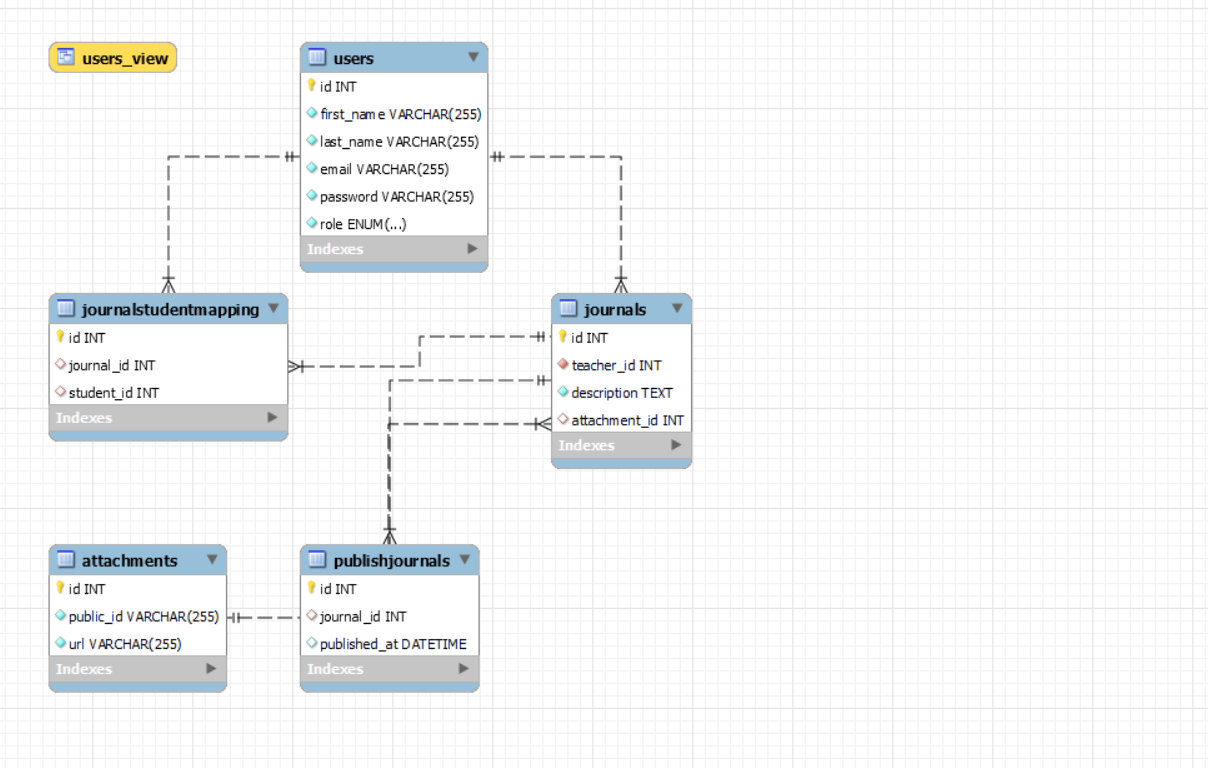 users_view
users
id INT
first_name VARCHAR(255)
last_name VARCHAR(255)
email VARCHAR(255)
password VARCHAR(255)
role ENUM(...)
Indexes
journalstudentmapping
id INT
journal_id INT
student_id INT
Indexes
journals
id INT
teacher_id INT
description TEXT
attachment_id INT
Indexes
attachments
id INT
public_id VARCHAR(255)
url VARCHAR(255)
Indexes
publishjournals
id INT
journal_id INT
published_at DATETIME
Indexes